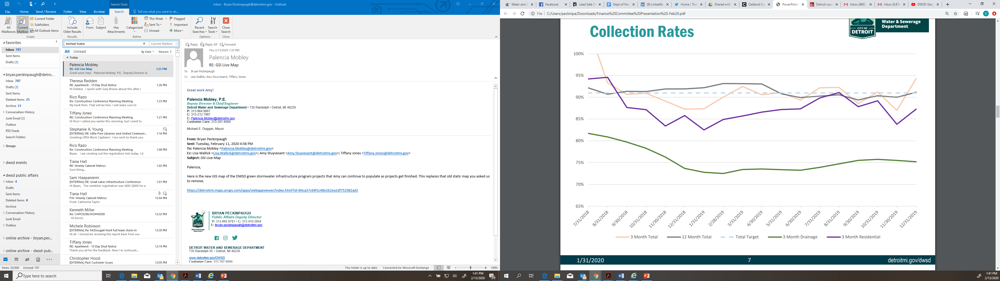 Search Tools
Inbox - Bryan.Peckinpaugh@detroitmi.gov - Outlook
File Home Send / Receive Folder View Acrobat Search Tell me what you want to do...
All Mailboxes
Current Mailbox
Current Folder
Subfolders
All Outlook Items
Scope
Include Older Results
Results
From
Subject
Has Attachments
Categorized
This Week
Sent To
Unread
Flagged
Important
More
Refine
Recent Searches
Search Tools
Options
Close Search
Close
Favorites
Inbox 787
Sent Items
Drafts [3]
bryan.peckinpaugh@detro...
Inbox 787
Drafts [3]
Sent Items
Deleted Items 25
Archive 31
Conversation History
Junk Email [2]
Outbox
RSS Feeds
Search Folders
Groups
dwsd events
dwsd public affairs
Inbox 4
Drafts
Sent Items
Deleted Items 8
Archive
Conversation History
Junk Email
Outbox
online archive - bryan.pec...
online archive - dwsd-pub...
Items: 20,900 Unread: 787
michael huber
Current Mailbox
All Unread By Date Newest
Today
Palencia Mobley
RE: GSI Live Map 1:33 PM
Great work Amy! Palencia Mobley, P.E. Deputy Director &
Theresa Redden
RE: Apartment - 10 Day Shut Notice 1:26 PM
Hi Debbie, I spoke with Gary Brown about this after I
Rico Razo
Re: Construction Conference Planning Meeting 1:23 PM
My fault then. That will be fine. I will make sure to
Tiffany Jones
RE: Construction Conference Planning Meeting 1:21 PM
Hi Rico! I called you earlier this morning, but I went to
Stephanie A. Young
[EXTERNAL] RE: Little Free Libraries and United Communi... 1:16 PM
Greetings RPIA Block Captains! I too wish to thank you
Rico Razo
Re: Construction Conference Planning Meeting 1:08 PM
Bryan, I am sending out the registration link today. I'd
Tiana Hall
RE: Weekly Cabinet Metrics 1:02 PM
Sure thing...
Sam Haapaniemi
[EXTERNAL] RE: Great Lakes Infrastructure Conference 1:01 PM
Hi Bryan, The exhibitor registration was $885 ($800 for a
Tiana Hall
FW: Weekly Cabinet Metrics 12:44 PM
From: Catherina Taylor
Kenneth Miller
Re: CW#35296/WO#40509 12:32 PM
Hi Dorch,
Michele Robinson
[EXTERNAL] Re: McDougall Hunt full team check-in 12:30 PM
Hi all I should be receiving the report back from our
Tiffany Jones
RE: Apartment - 10 Day Shut Notice 12:19 PM
Thank you all for the feedback. Now I'm confused...
Christopher Hood
[EXTERNAL] Past Customer Issues 12:05 PM
Reply Reply All Forward
Thu 2/13/2020 1:33 PM
Palencia Mobley
RE: GSI Live Map
To Bryan Peckinpaugh
Cc Lisa Wallick; Amy Stuyvesant; Tiffany Jones
Great work Amy!
Palencia Mobley, P.E.
Deputy Director & Chief Engineer
Detroit Water and Sewerage Department • 735 Randolph • Detroit, MI 48226
P: 313-964.9667
C: 313-212.7987
E: Palencia.Mobley@detroitmi.gov
Customer Care: 313-267-8000
Michael E. Duggan, Mayor
From: Bryan Peckinpaugh
Sent: Tuesday, February 11, 2020 4:58 PM
To: Palencia Mobley <Palencia.Mobley@detroitmi.gov>
Cc: Lisa Wallick <Lisa.Wallick@detroitmi.gov>; Amy Stuyvesant <Amy.Stuyvesant@detroitmi.gov>; Tiffany Jones <Tiffany.Jones@detroitmi.gov>
Subject: GSI Live Map
Palencia,
Here is the new GIS map of the DWSD green stormwater infrastructure program projects that Amy can continue to populate as projects get finished. This replaces that old static map you asked us
to remove.
https://detroitmi.maps.arcgis.com/apps/webappviewer/index.html?id=84ca37c64f1c48e2b2ea2df752982ad2
CITY OF DETROIT
Water & Sewerage Department
BRYAN PECKINPAUGH
Public Affairs Deputy Director
P: 313.965.9781 • C: 313.410.2954
E: bryan.peckinpaugh@detroitmi.gov
DETROIT WATER AND SEWERAGE DEPARTMENT
735 Randolph St. • Detroit, MI 48226
www.detroitmi.gov/DWSD
Customer Care: 313 267 8000
This folder is up to date. Connected to: Microsoft Exchange 100%
Type here to search
1:41 PM
2/13/2020
26
Water and S Facebook Lead Safe De Dept of Nei (9) LinkedIn Home / Twit Shared with Oakland Co PowerPoint Detroit coun Inbox (860) Inbox (6,854 DWSD Gary
File C:/Users/peckinpa/Downloads/Finance%20Committee%20Presentation%20-Feb20.pdf
Collection Rates
CITY OF
DETROIT
Water & Sewerage
Department
100%
95%
90%
85%
80%
75%
70%
65%
7/31/2018 8/31/2018 9/30/2018 10/31/2018 11/30/2018 12/31/2018 1/31/2019 2/28/2019 3/31/2019 4/30/2019 5/31/2019 6/30/2019 7/31/2019 8/31/2019 9/30/2019 10/31/2019 11/30/2019 12/31/2019
3 Month Total 12 Month Total Total Target 3 Month Drainage 3 Month Residential
1/31/2020 7 detroitmi.gov/dwsd
1:41 PM
2/13/2020